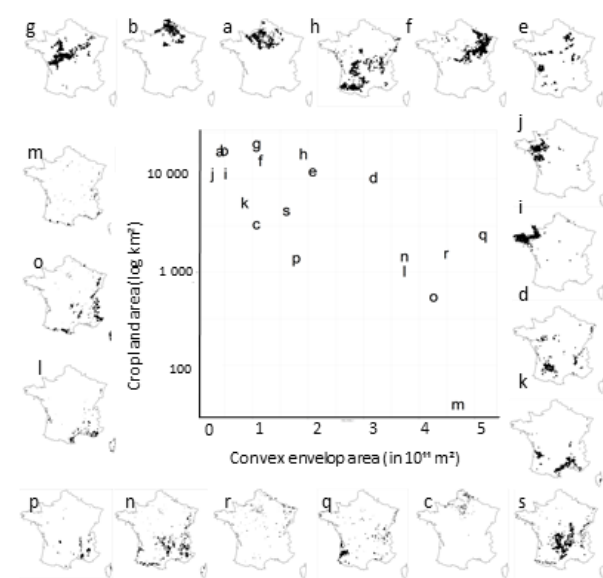 g b a h f e
m
o
l
j
i
d
k
10 000
1 000
100
Cropland area (log km²)
a b g h
f
j i e d
k s
c q
p n r
l
o
m
0 1 2 3 4 5
Convex envelop area (in 10¹¹ m²)
p n r q c s